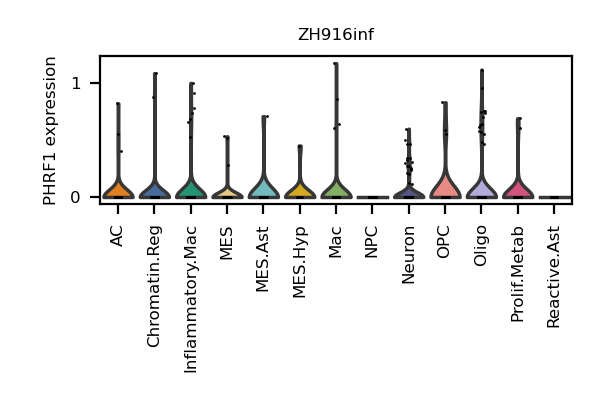 ZH916inf
PHRF1 expression
1
0
AC
Chromatin.Reg
Inflammatory.Mac
MES
MES.Ast
MES.Hyp
Mac
NPC
Neuron
OPC
Oligo
Prolif.Metab
Reactive.Ast